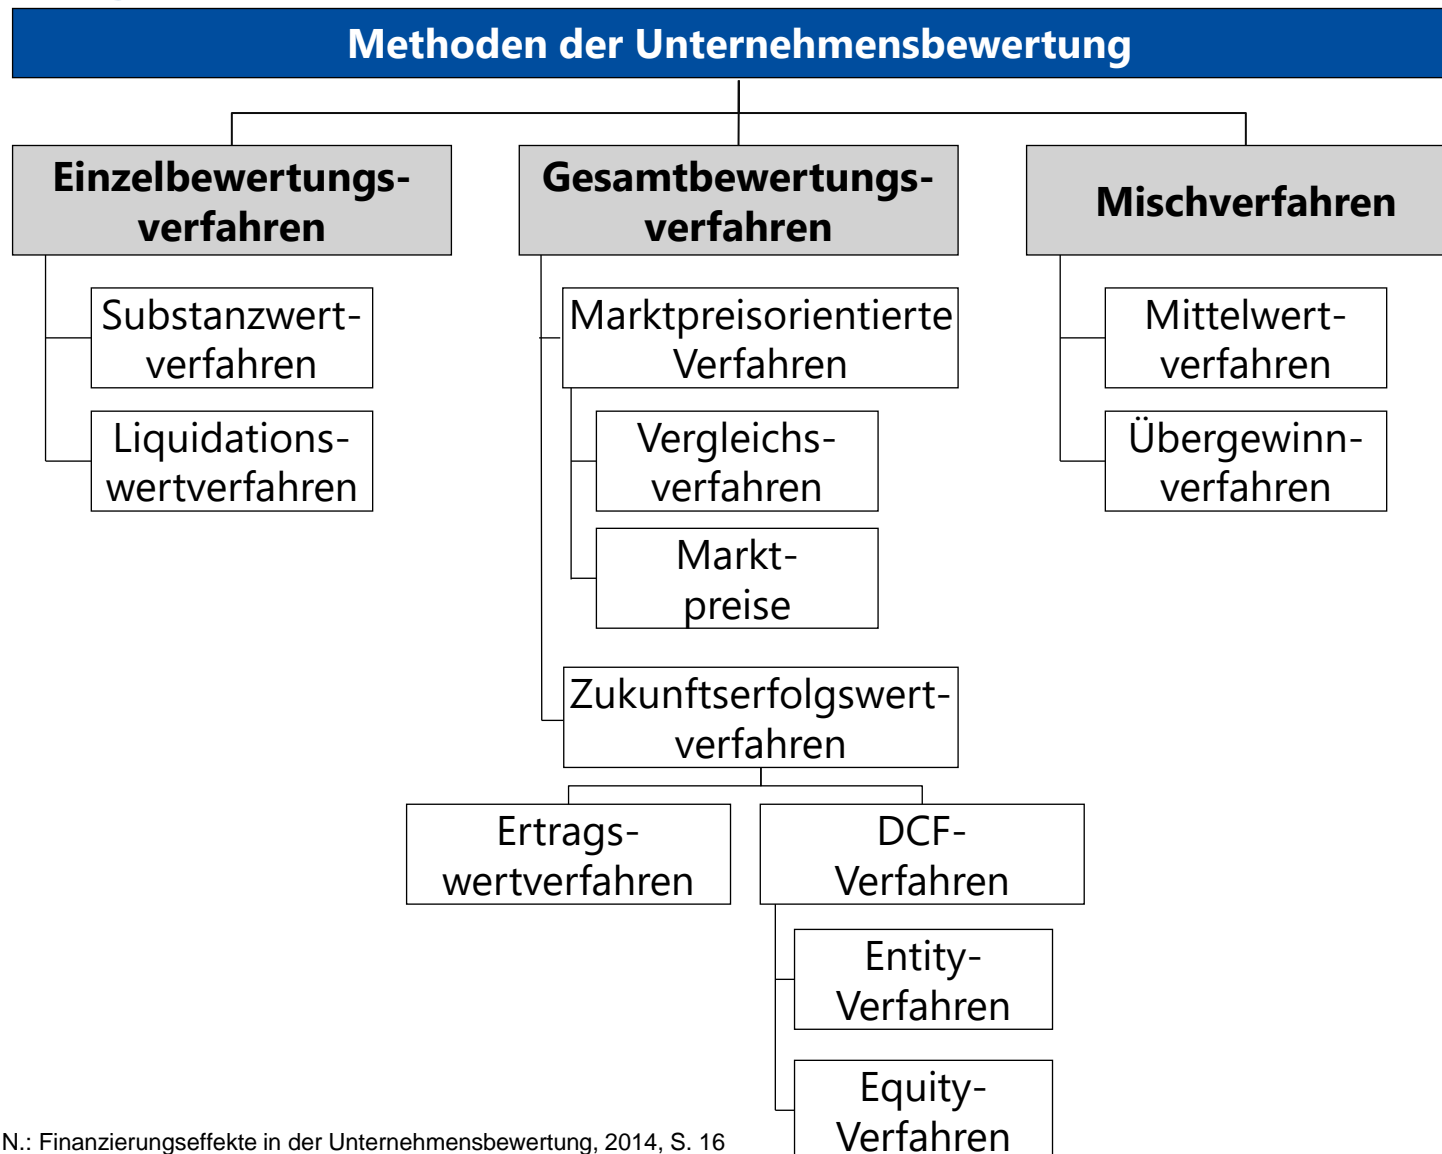 Methoden der Unternehmensbewertung
Einzelbewertungs-
verfahren
Substanzwert-
verfahren
Liquidations-
wertverfahren
Gesamtbewertungs-
verfahren
Marktpreisorientierte
Verfahren
Vergleichs-
verfahren
Markt-
preise
Zukunftserfolgswert-
verfahren
Ertrags-
wertverfahren
DCF-
Verfahren
Entity-
Verfahren
Equity-
Verfahren
Mischverfahren
Mittelwert-
verfahren
Übergewinn-
verfahren
N.: Finanzierungseffekte in der Unternehmensbewertung, 2014, S. 16